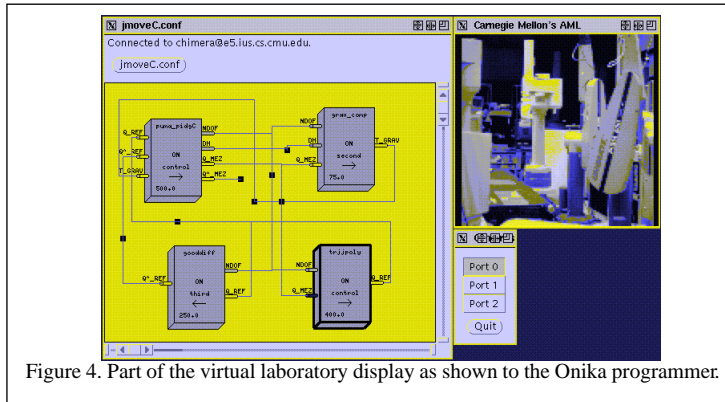 jmoveC.conf
Connected to chimera@e5.ius.cs.cmu.edu.
jmoveC.conf
puma_pidgC
Q_REF
Q^_REF
T_GRAV
ON
control
500.0
NDOF
DH
Q_MEZ
Q^_MEZ
grav_comp
NDOF
DH
Q_MEZ
ON
second
75.0
T_GRAV
gooddiff
Q^_REF
ON
third
250.0
NDOF
Q_REF
trjjpoly
NDOF
Q_MEZ
ON
control
400.0
Q_REF
Carnegie Mellon's AML
Port 0
Port 1
Port 2
Quit
Figure 4. Part of the virtual laboratory display as shown to the Onika programmer.